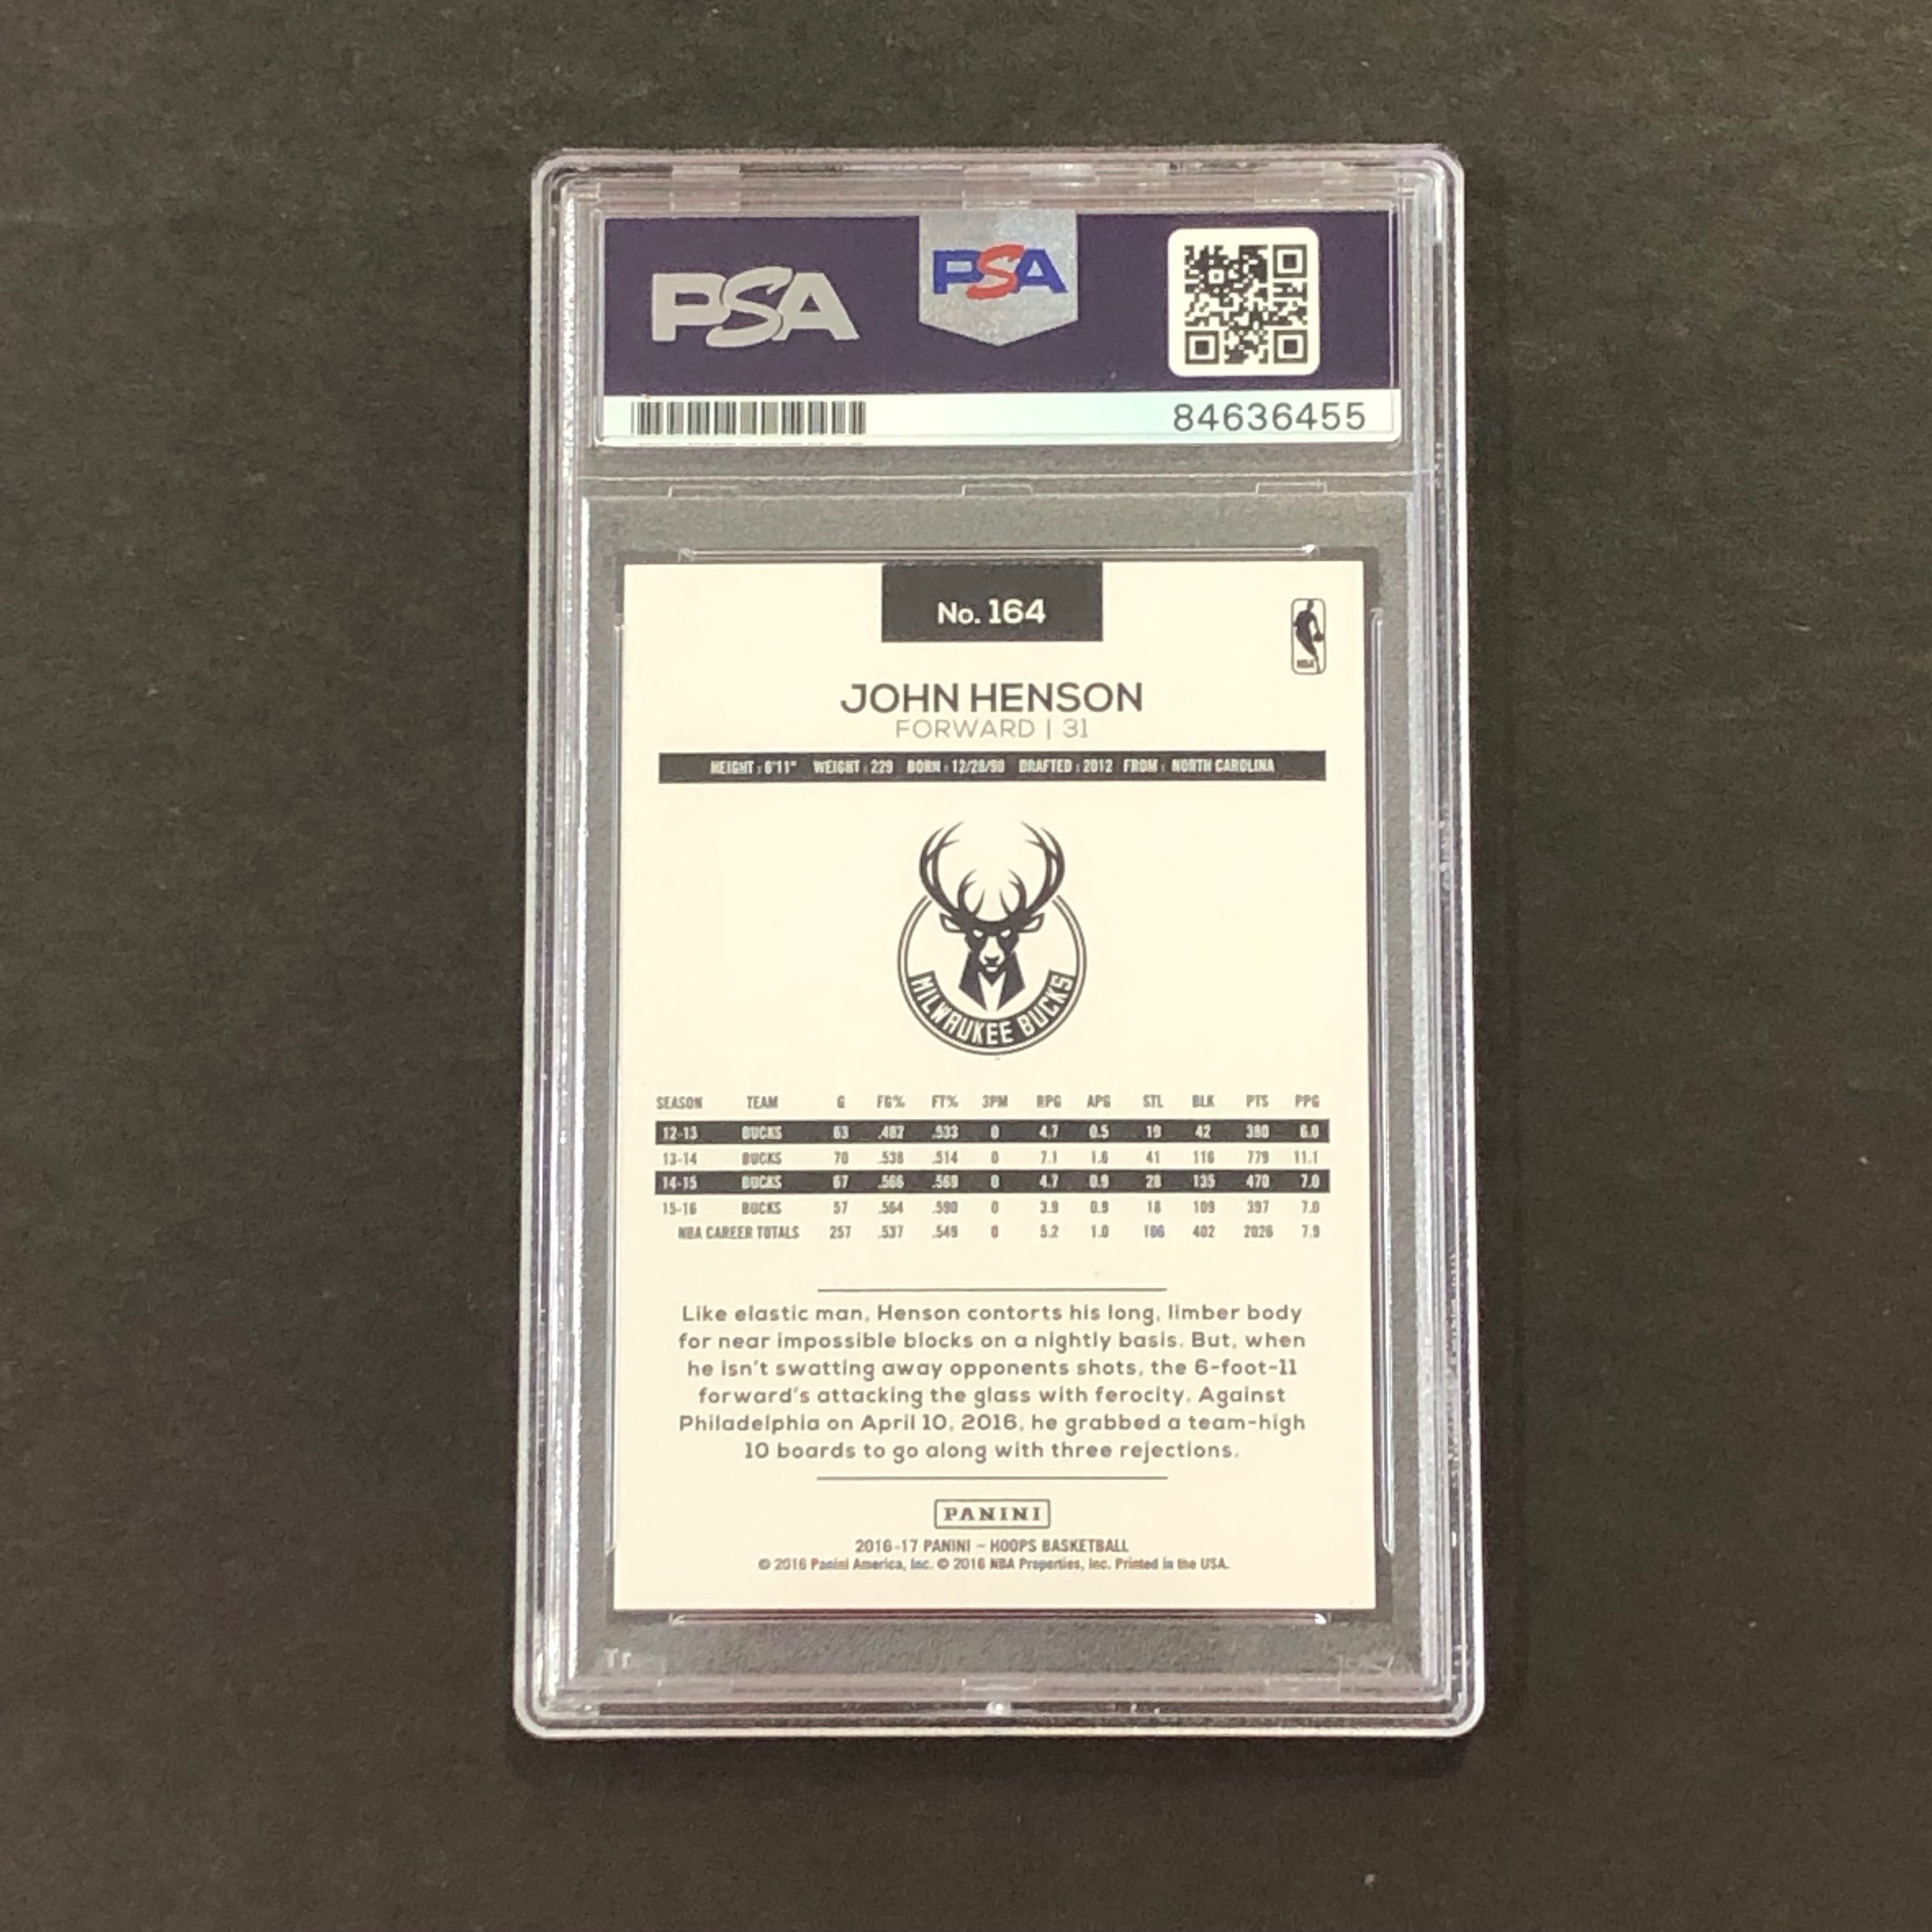 PSA
PSA
84636455
No. 164
NBA
JOHN HENSON
FORWARD | 31
HEIGHT : 6'11" WEIGHT : 229 BORN : 12/28/90 DRAFTED : 2012 FROM : NORTH CAROLINA
MILWAUKEE BUCKS
SEASON TEAM G FG% FT% 3PM RPG APG STL BLK PTS PPG
12-13 BUCKS 63 .482 .533 0 4.7 0.5 19 42 380 6.0
13-14 BUCKS 70 .538 .514 0 7.1 1.6 41 116 779 11.1
14-15 BUCKS 67 .566 .569 0 4.7 0.9 28 135 470 7.0
15-16 BUCKS 57 .564 .590 0 3.9 0.9 18 109 397 7.0
NBA CAREER TOTALS 257 .537 .549 0 5.2 1.0 106 402 2026 7.9
Like elastic man, Henson contorts his long, limber body
for near impossible blocks on a nightly basis. But, when
he isn't swatting away opponents shots, the 6-foot-11
forward's attacking the glass with ferocity. Against
Philadelphia on April 10, 2016, he grabbed a team-high
10 boards to go along with three rejections.
PANINI
2016-17 PANINI – HOOPS BASKETBALL
© 2016 Panini America, Inc. © 2016 NBA Properties, Inc. Printed in the USA.